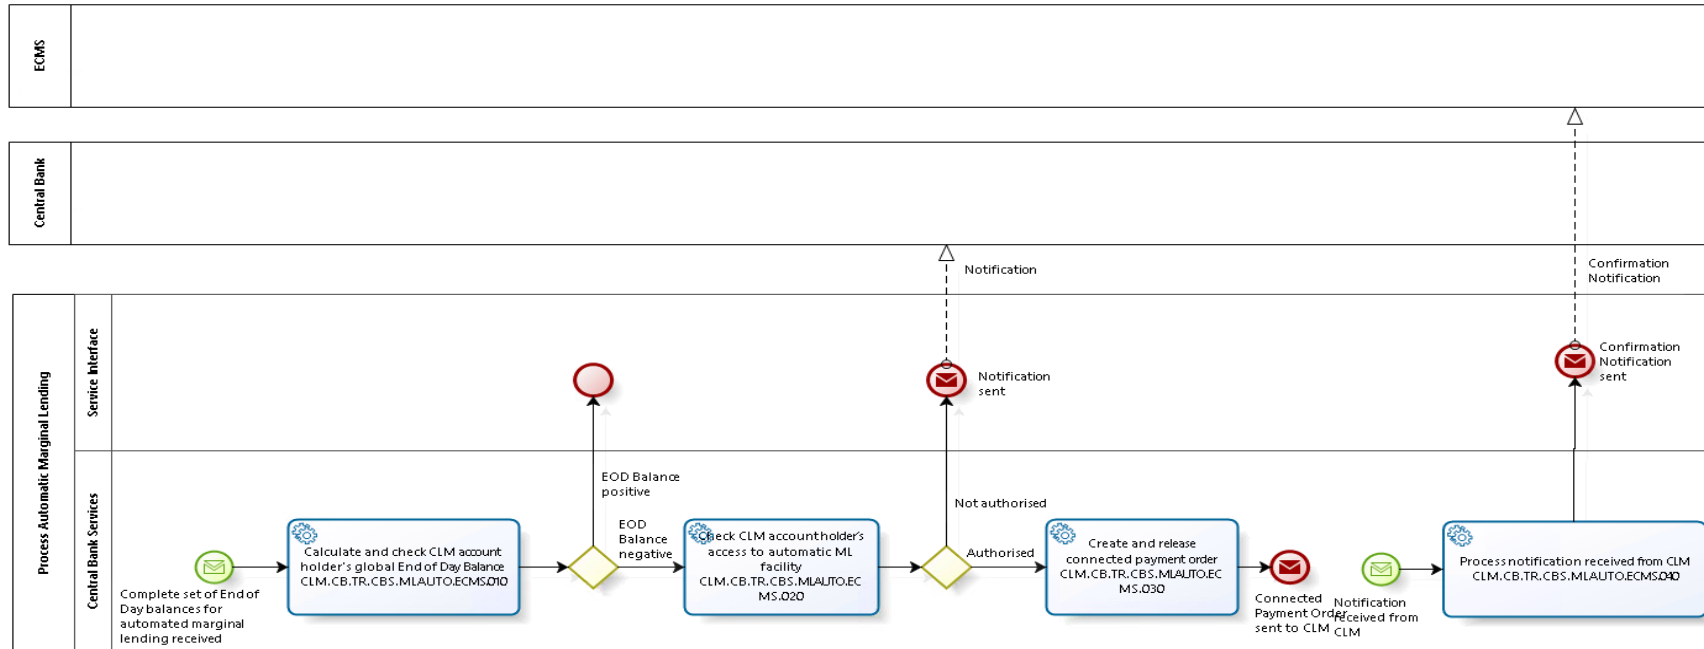 ECMS
Central Bank
Notification
Confirmation
Notification
Process Automatic Marginal Lending
Service Interface
Notification
sent
Confirmation
Notification
sent
Central Bank Services
EOD Balance
positive
Not authorised
EOD
Balance
negative
Authorised
Complete set of End of
Day balances for
automated marginal
lending received
Calculate and check CLM account
holder's global End of Day Balance
CLM.CB.TR.CBS.MLAUTO.ECMS.010
Check CLM account holder's
access to automatic ML
facility
CLM.CB.TR.CBS.MLAUTO.EC
MS.020
Create and release
connected payment order
CLM.CB.TR.CBS.MLAUTO.EC
MS.030
Connected
Payment Order
sent to CLM
Notification
received from
CLM
Process notification received from CLM
CLM.CB.TR.CBS.MLAUTO.ECMS.040